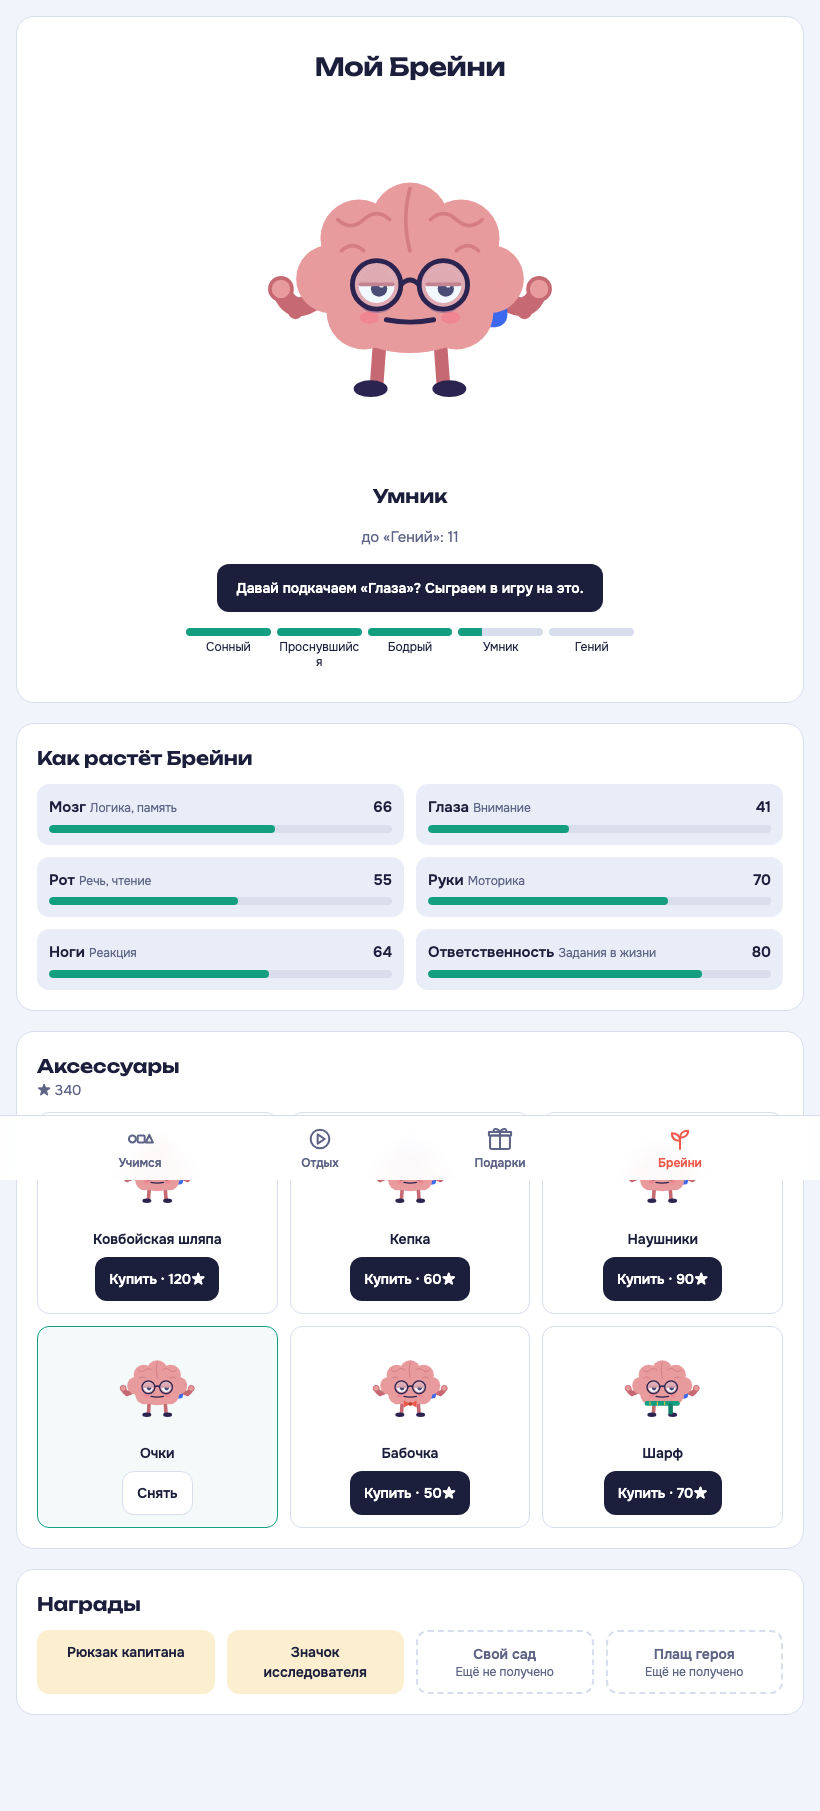 Мой Брейни
Умник
до «Гений»: 11
Давай подкачаем «Глаза»? Сыграем в игру на это.
Сонный
Проснувшийс
я
Бодрый
Умник
Гений
Как растёт Брейни
Мозг Логика, память 66
Глаза Внимание 41
Рот Речь, чтение 55
Руки Моторика 70
Ноги Реакция 64
Ответственность Задания в жизни 80
Аксессуары
★ 340
Учимся
Отдых
Подарки
Брейни
Ковбойская шляпа
Купить · 120★
Кепка
Купить · 60★
Наушники
Купить · 90★
Очки
Снять
Бабочка
Купить · 50★
Шарф
Купить · 70★
Награды
Рюкзак капитана
Значок
исследователя
Свой сад
Ещё не получено
Плащ героя
Ещё не получено